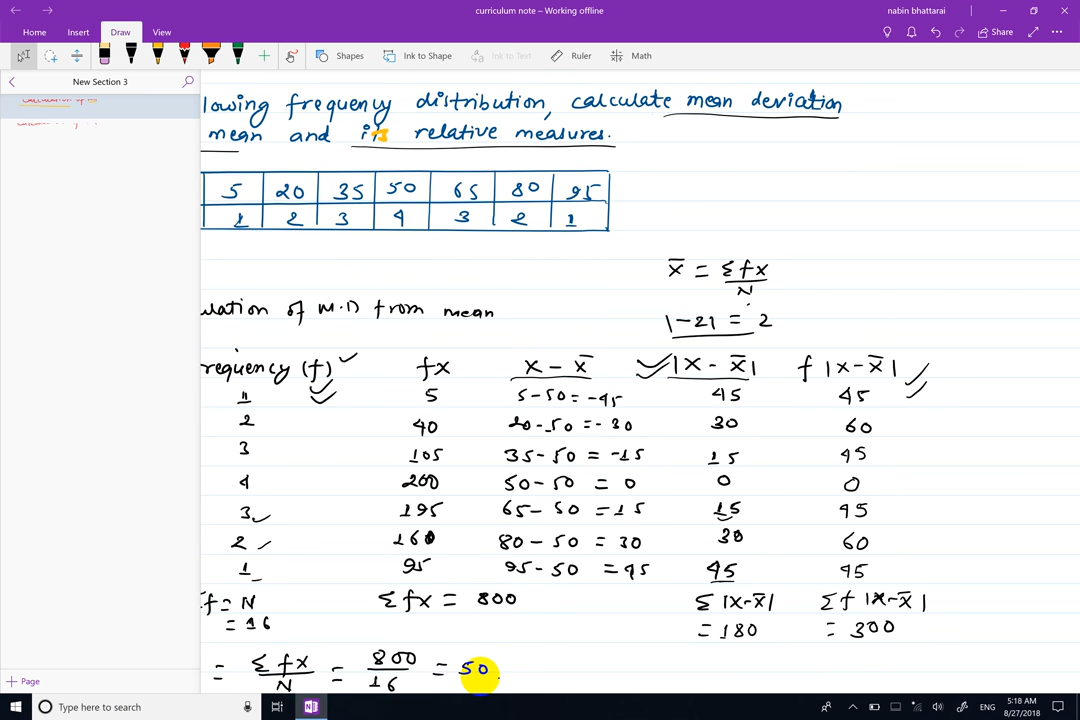 curriculum note – Working offline
nabin bhattarai
Home Insert Draw View
Share
Shapes Ink to Shape Ink to Text Ruler Math
New Section 3
lowing frequency distribution, calculate mean deviation
mean and its relative measures.
5 20 35 50 65 80 95
1 2 3 4 3 2 1
x̄ = Σfx/N
|-2| = 2
ulation of M.D from mean
requency (f) fx x - x̄ |x - x̄| f |x - x̄|
1 5 5-50 = -45 45 45
2 40 20-50 = -30 30 60
3 105 35-50 = -15 15 45
4 200 50-50 = 0 0 0
3 195 65-50 = 15 15 45
2 160 80-50 = 30 30 60
1 95 95-50 = 45 45 45
f = N Σfx = 800 Σ|x-x̄| Σf|x-x̄|
= 16 = 180 = 300
= Σfx/N = 800/16 = 50
+ Page
Type here to search
ENG
5:18 AM
8/27/2018